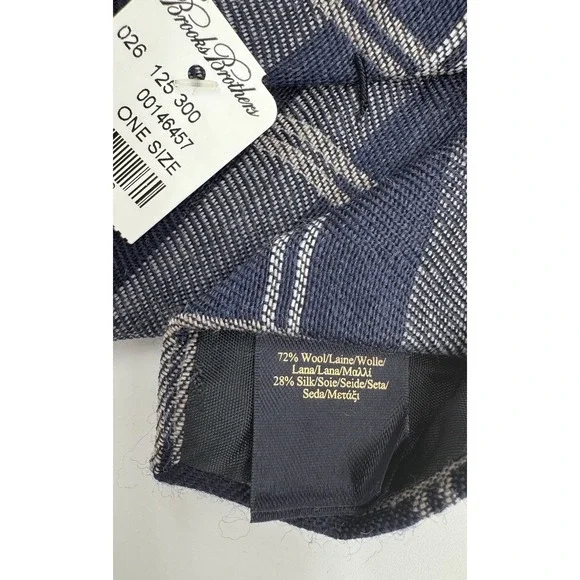 Brooks Brothers
026 125 300
00146457
ONE SIZE
72% Wool/Laine/Wolle/
Lana/Lana/Μαλλί
28% Silk/Soie/Seide/Seta/
Seda/Μετάξι